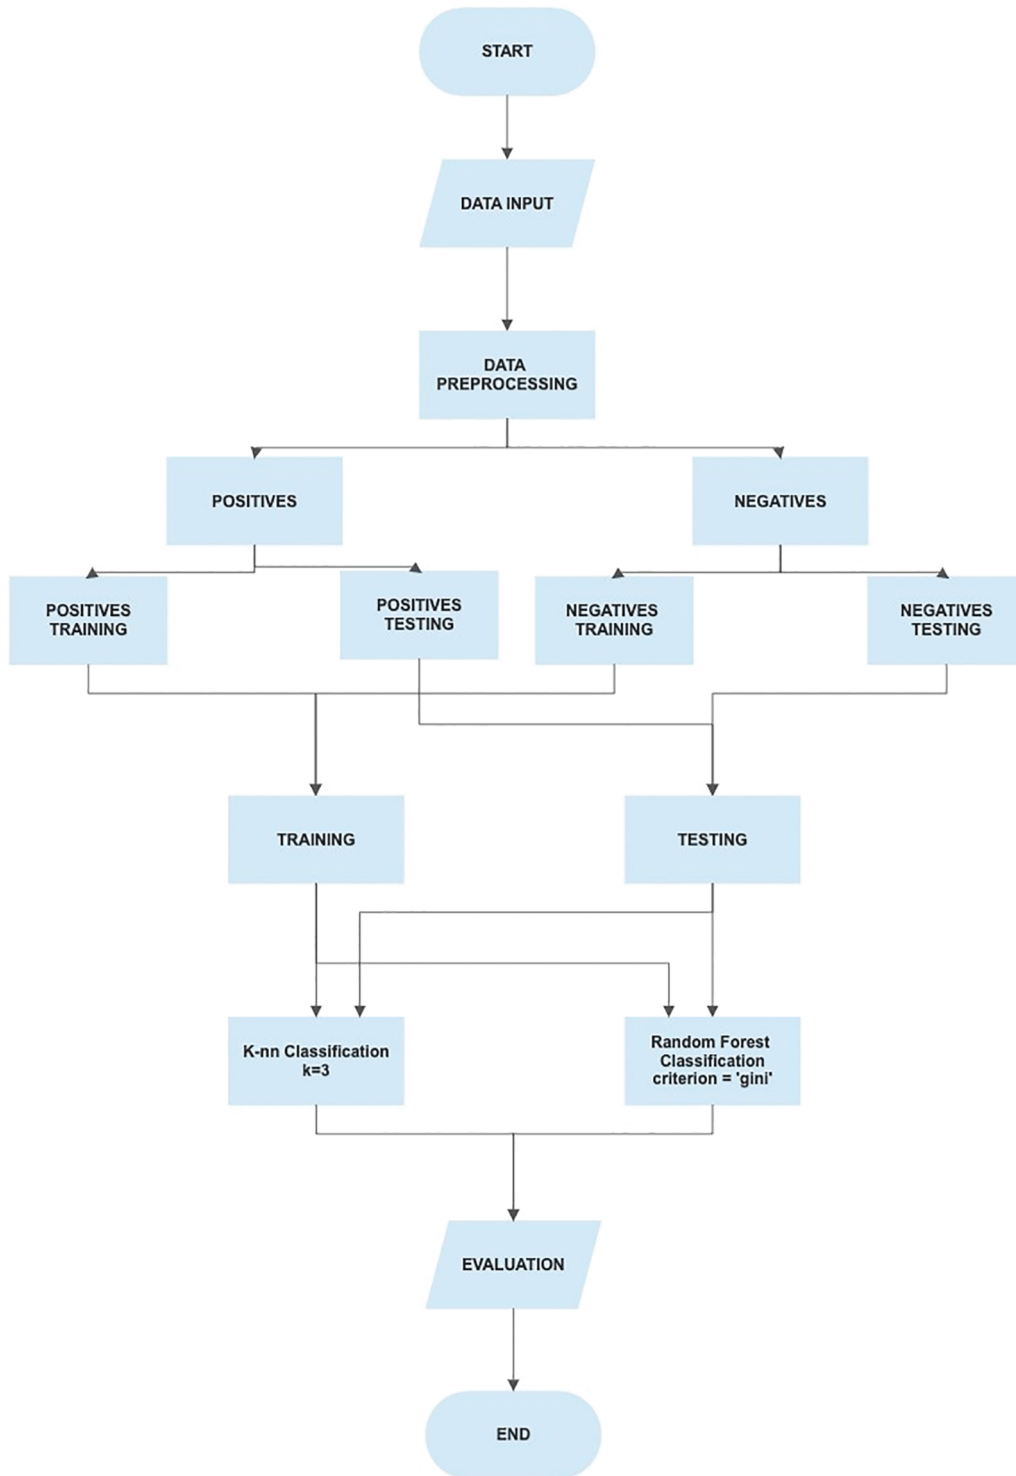 START
DATA INPUT
DATA
PREPROCESSING
POSITIVES
NEGATIVES
POSITIVES
TRAINING
POSITIVES
TESTING
NEGATIVES
TRAINING
NEGATIVES
TESTING
TRAINING
TESTING
K-nn Classification
k=3
Random Forest
Classification
criterion = 'gini'
EVALUATION
END